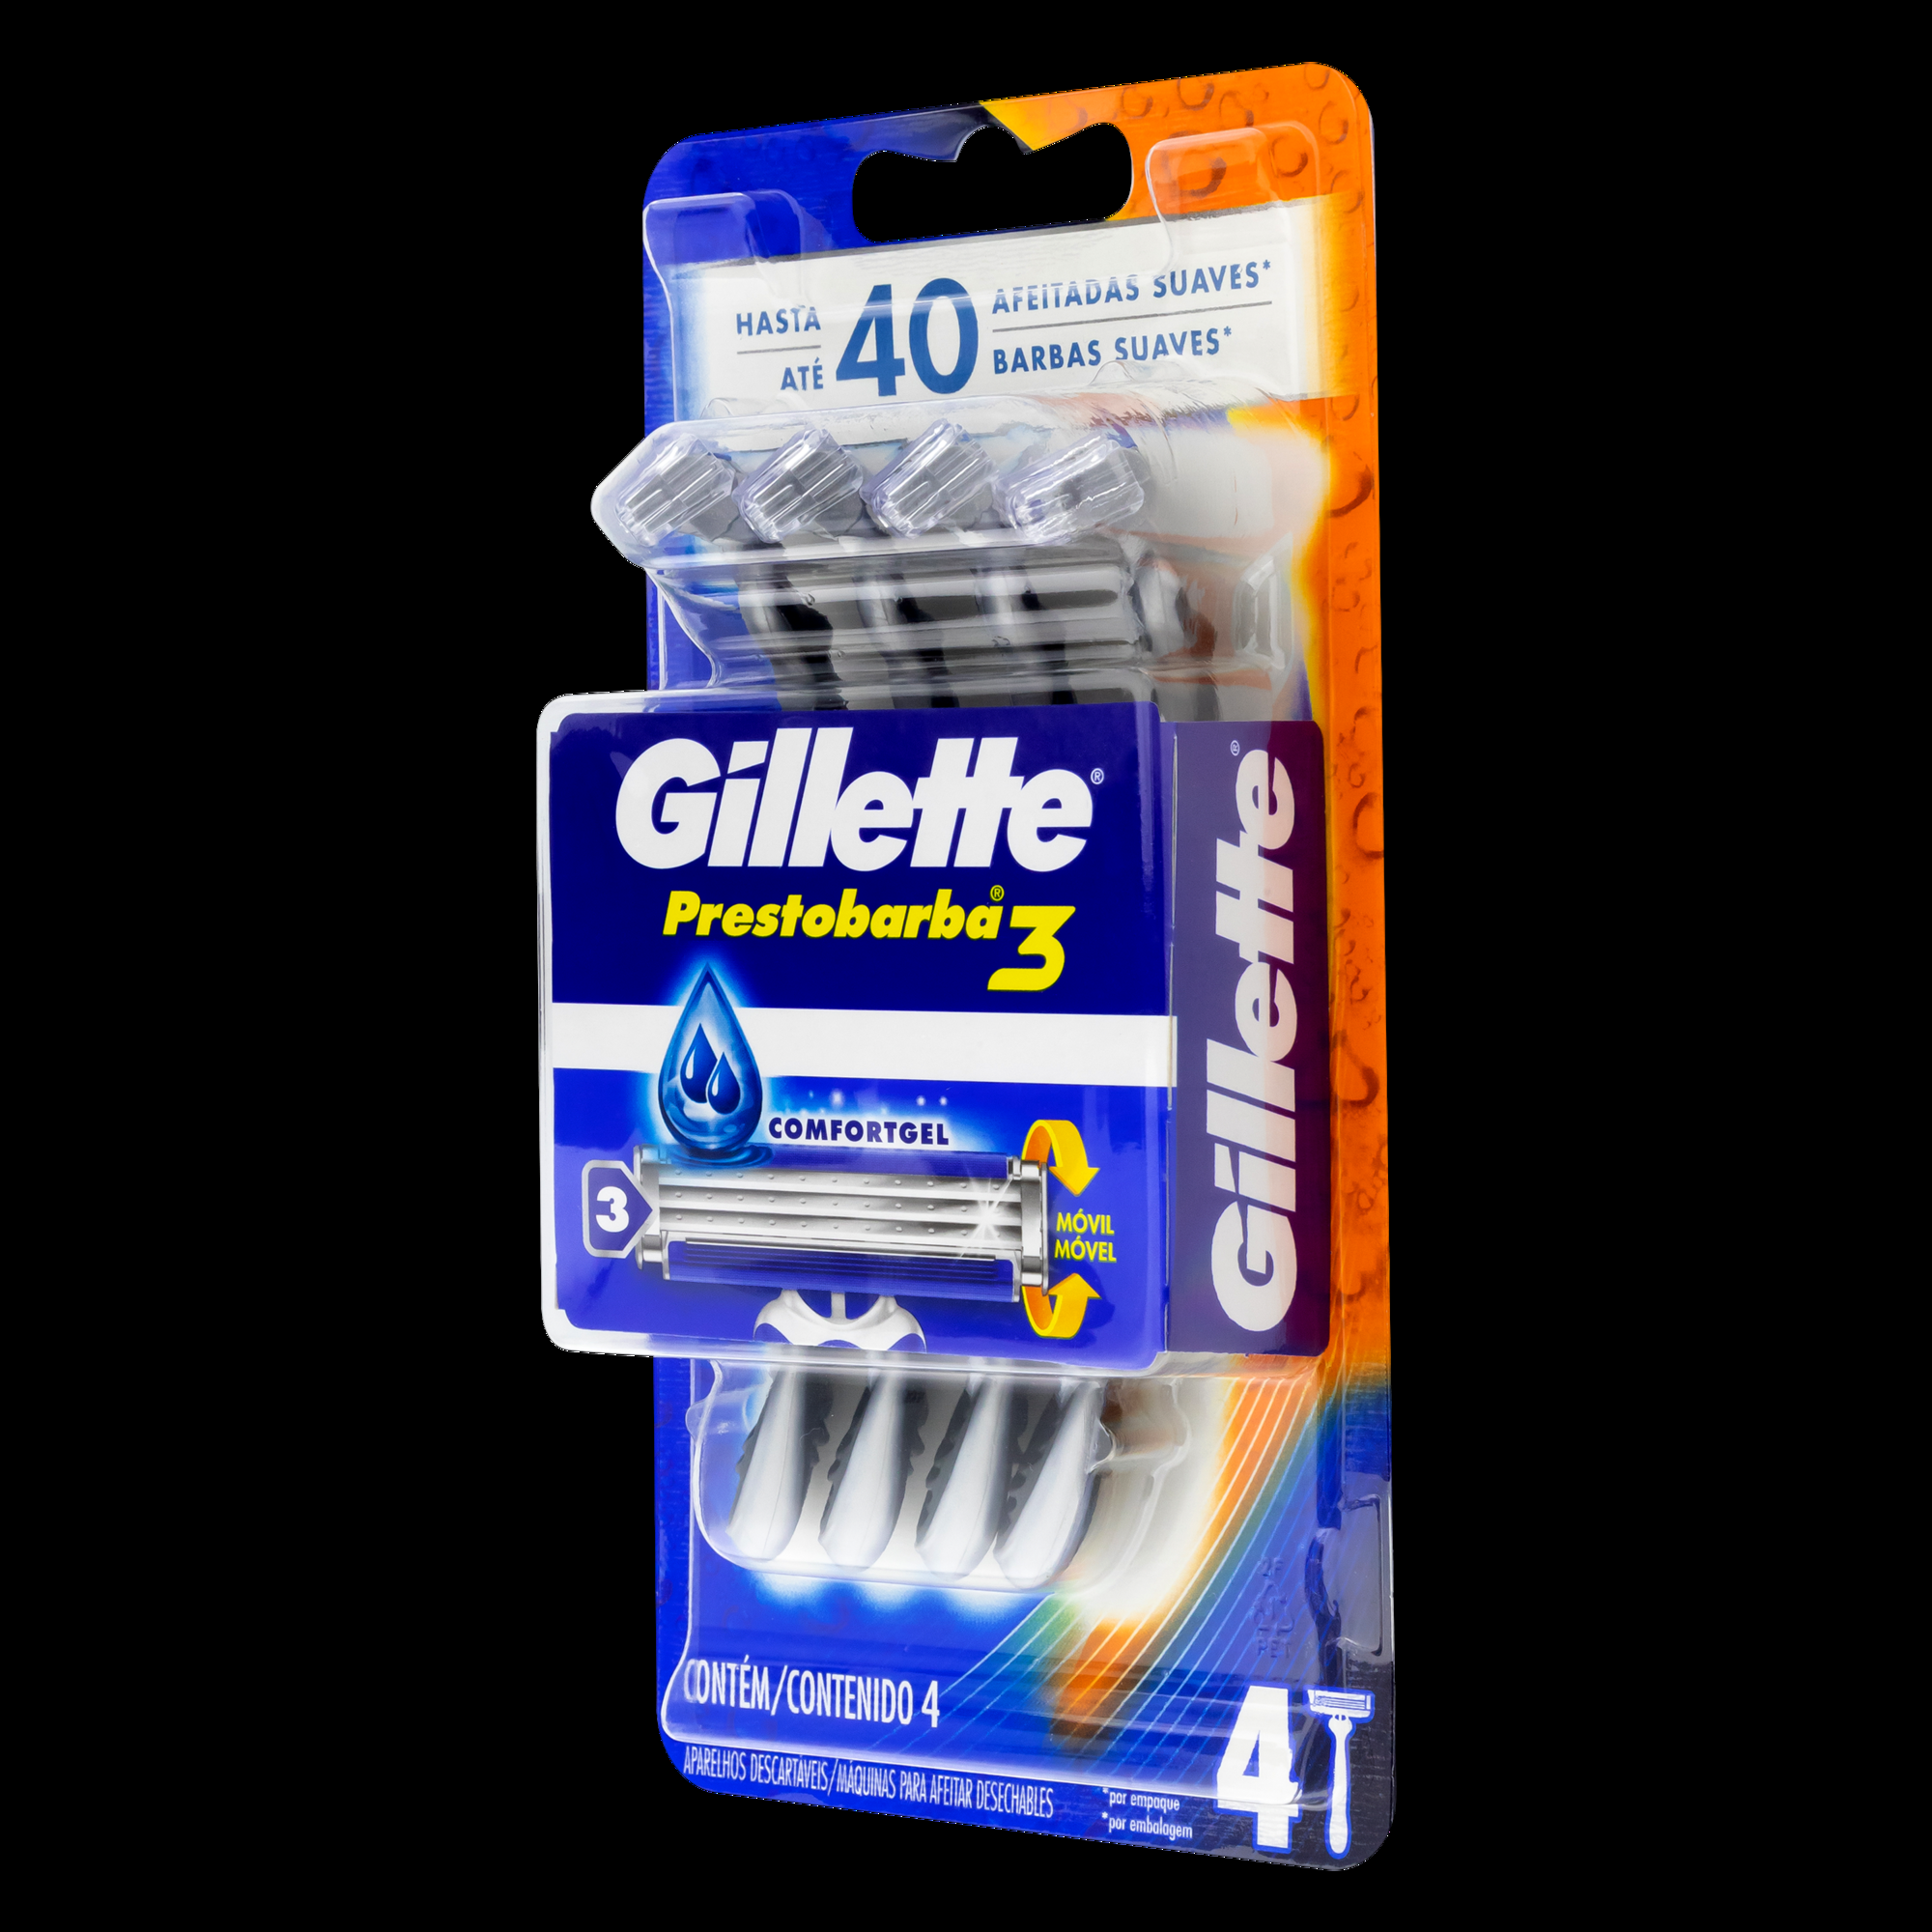 HASTA
ATÉ
40
AFEITADAS SUAVES*
BARBAS SUAVES*
Gillette®
Prestobarba®3
COMFORTGEL
3
MÓVIL
MÓVEL
Gillette®
CONTÉM/CONTENIDO 4
APARELHOS DESCARTÁVEIS/MÁQUINAS PARA AFEITAR DESECHABLES
*por empaque
*por embalagem
4